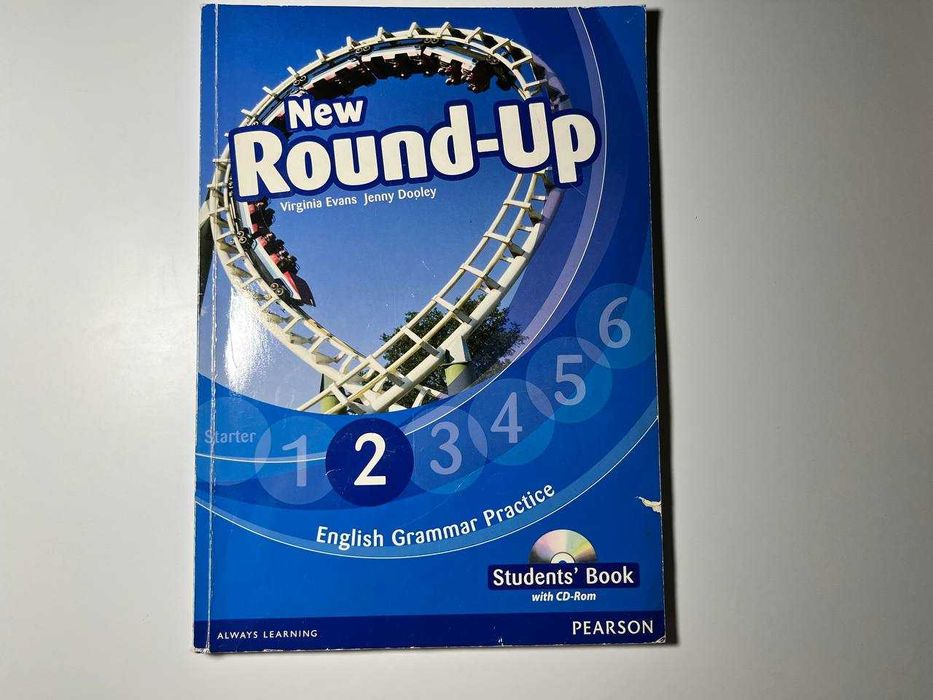 New
Round-Up
Virginia Evans Jenny Dooley
6
5
4
3
2
1
Starter
English Grammar Practice
Students' Book
with CD-Rom
ALWAYS LEARNING
PEARSON